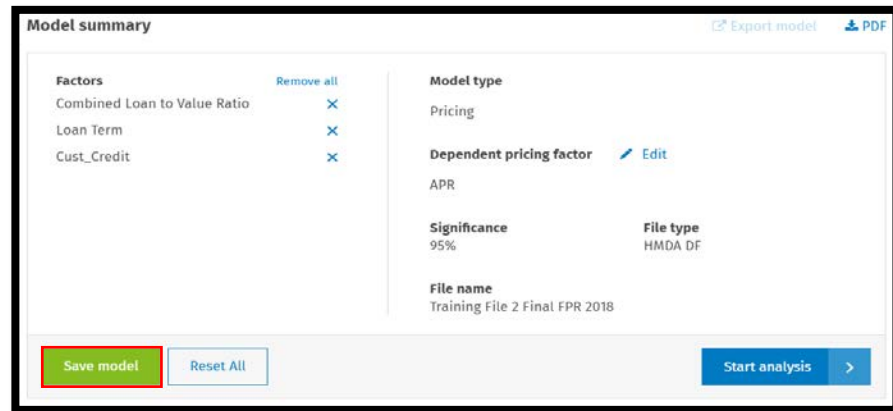 Model summary
Export model PDF
Factors Remove all
Combined Loan to Value Ratio
Loan Term
Cust_Credit
Model type
Pricing
Dependent pricing factor Edit
APR
Significance File type
95% HMDA DF
File name
Training File 2 Final FPR 2018
Save model Reset All Start analysis